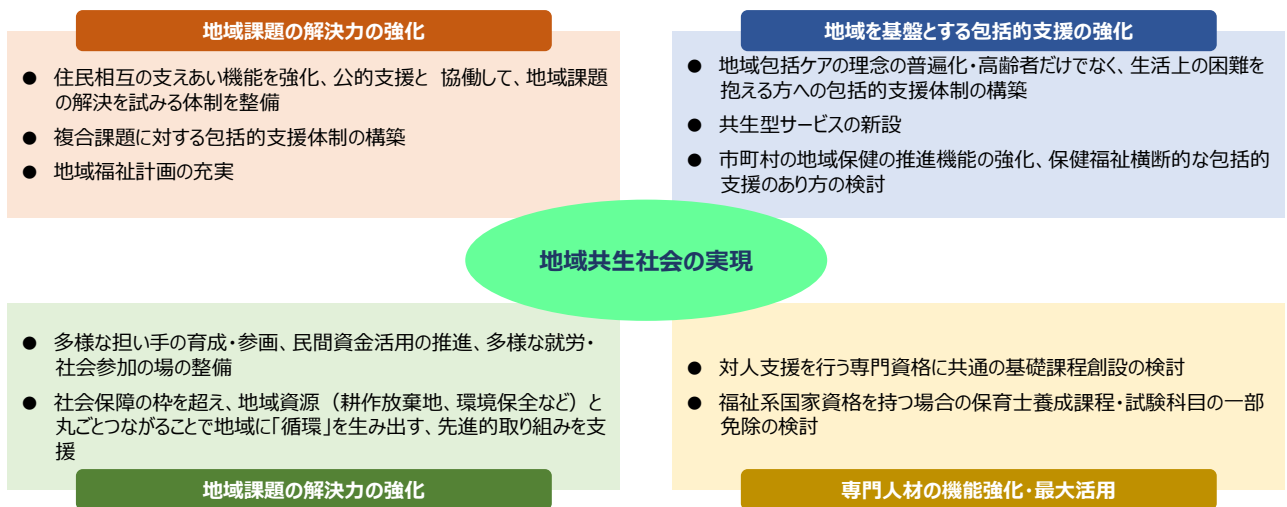 地域課題の解決力の強化
● 住民相互の支えあい機能を強化、公的支援と 協働して、地域課題
の解決を試みる体制を整備
● 複合課題に対する包括的支援体制の構築
● 地域福祉計画の充実
地域を基盤とする包括的支援の強化
● 地域包括ケアの理念の普遍化・高齢者だけでなく、生活上の困難を
抱える方への包括的支援体制の構築
● 共生型サービスの新設
● 市町村の地域保健の推進機能の強化、保健福祉横断的な包括的
支援のあり方の検討
地域共生社会の実現
● 多様な担い手の育成・参画、民間資金活用の推進、多様な就労・
社会参加の場の整備
● 社会保障の枠を超え、地域資源（耕作放棄地、環境保全など）と
丸ごとつながることで地域に「循環」を生み出す、先進的取り組みを支
援
地域課題の解決力の強化
● 対人支援を行う専門資格に共通の基礎課程創設の検討
● 福祉系国家資格を持つ場合の保育士養成課程・試験科目の一部
免除の検討
専門人材の機能強化・最大活用